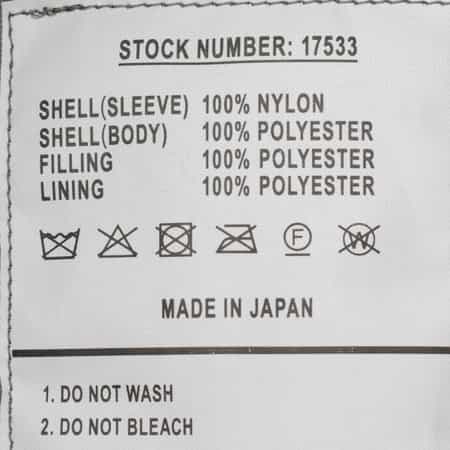 STOCK NUMBER: 17533
SHELL(SLEEVE) 100% NYLON
SHELL(BODY) 100% POLYESTER
FILLING 100% POLYESTER
LINING 100% POLYESTER
F W
MADE IN JAPAN
1. DO NOT WASH
2. DO NOT BLEACH